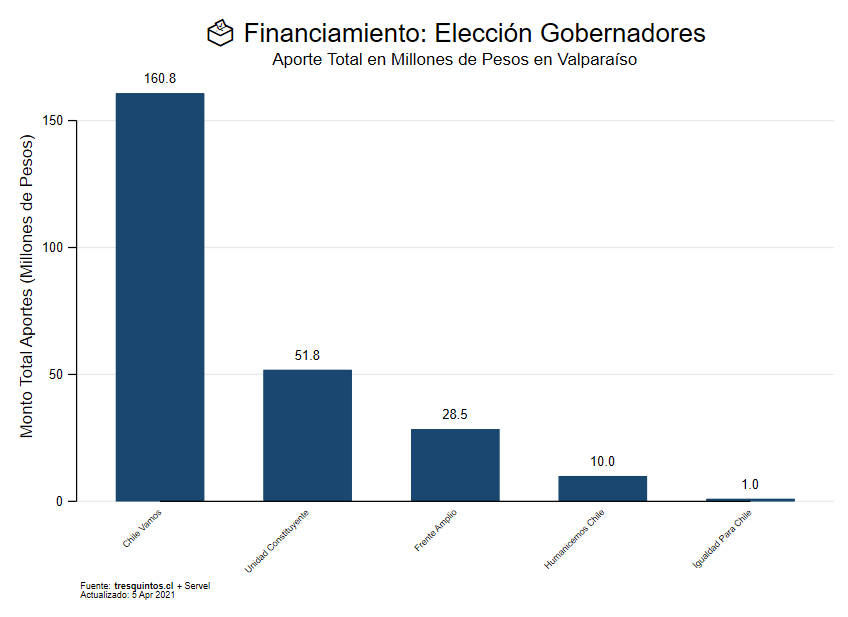 Financiamiento: Elección Gobernadores
Aporte Total en Millones de Pesos en Valparaíso
Monto Total Aportes (Millones de Pesos)
150
100
50
0
160.8
51.8
28.5
10.0
1.0
Chile Vamos
Unidad Constituyente
Frente Amplio
Humanicemos Chile
Igualdad Para Chile
Fuente: tresquintos.cl + Servel
Actualizado: 5 Apr 2021